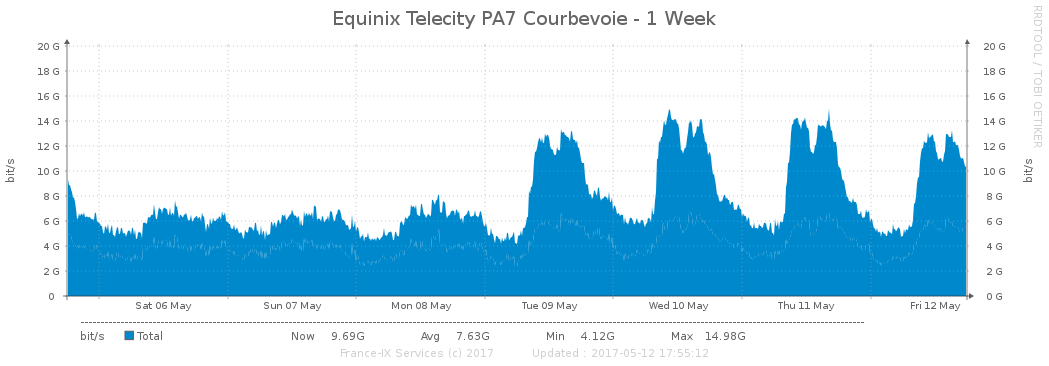 Equinix Telecity PA7 Courbevoie - 1 Week
RRDTOOL / TOBI OETIKER
bit/s
20 G
18 G
16 G
14 G
12 G
10 G
8 G
6 G
4 G
2 G
0
20 G
18 G
16 G
14 G
12 G
10 G
8 G
6 G
4 G
2 G
0 G
bit/s
Sat 06 May Sun 07 May Mon 08 May Tue 09 May Wed 10 May Thu 11 May Fri 12 May
bit/s Total Now 9.69G Avg 7.63G Min 4.12G Max 14.98G
France-IX Services (c) 2017 Updated : 2017-05-12 17:55:12